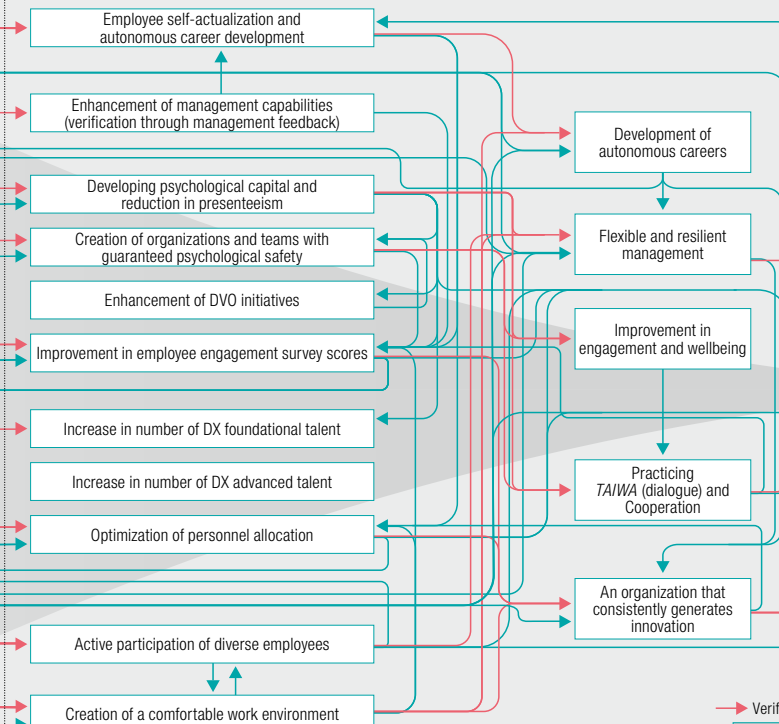 Employee self-actualization and
autonomous career development
Enhancement of management capabilities
(verification through management feedback)
Developing psychological capital and
reduction in presenteeism
Creation of organizations and teams with
guaranteed psychological safety
Enhancement of DVO initiatives
Improvement in employee engagement survey scores
Increase in number of DX foundational talent
Increase in number of DX advanced talent
Optimization of personnel allocation
Active participation of diverse employees
Creation of a comfortable work environment
Development of
autonomous careers
Flexible and resilient
management
Improvement in
engagement and wellbeing
Practicing
TAIWA (dialogue) and
Cooperation
An organization that
consistently generates
innovation
Verif